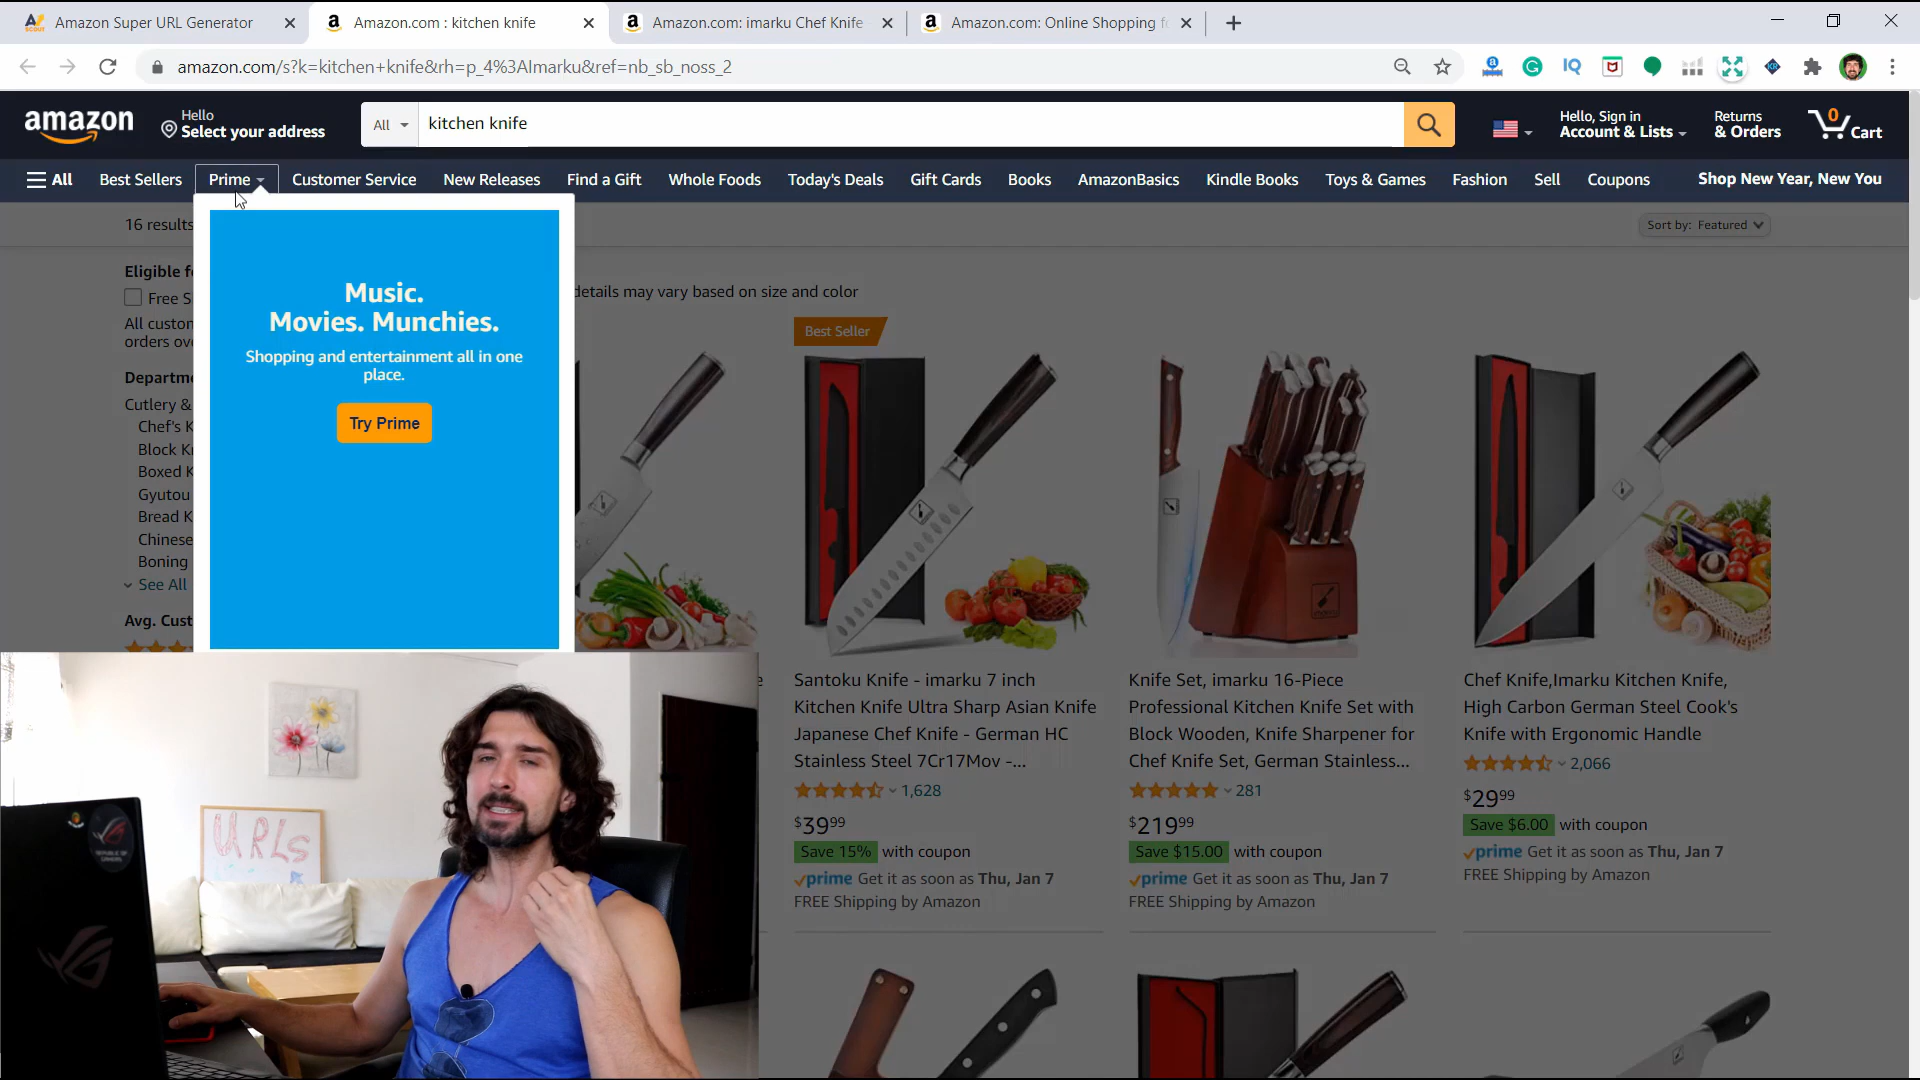 Amazon Super URL Generator
Amazon.com : kitchen knife
Amazon.com: imarku Chef Knife
Amazon.com: Online Shopping f
amazon.com/s?k=kitchen+knife&rh=p_4%3AImarku&ref=nb_sb_noss_2
amazon
Hello
Select your address
All
kitchen knife
Hello, Sign in
Account & Lists
Returns
& Orders
0
Cart
All
Best Sellers
Prime
Customer Service
New Releases
Find a Gift
Whole Foods
Today's Deals
Gift Cards
Books
AmazonBasics
Kindle Books
Toys & Games
Fashion
Sell
Coupons
Shop New Year, New You
16 results
Sort by: Featured
Eligible f
Free S
All custo
orders ov
Departm
Cutlery &
Chef's K
Block K
Boxed K
Gyutou
Bread K
Chinese
Boning
See All
Avg. Cust
Music.
Movies. Munchies.
Shopping and entertainment all in one
place.
Try Prime
details may vary based on size and color
Best Seller
Santoku Knife - imarku 7 inch
Kitchen Knife Ultra Sharp Asian Knife
Japanese Chef Knife - German HC
Stainless Steel 7Cr17Mov -...
1,628
$39.99
Save 15% with coupon
prime Get it as soon as Thu, Jan 7
FREE Shipping by Amazon
Knife Set, imarku 16-Piece
Professional Kitchen Knife Set with
Block Wooden, Knife Sharpener for
Chef Knife Set, German Stainless...
281
$219.99
Save $15.00 with coupon
prime Get it as soon as Thu, Jan 7
FREE Shipping by Amazon
Chef Knife,Imarku Kitchen Knife,
High Carbon German Steel Cook's
Knife with Ergonomic Handle
2,066
$29.99
Save $6.00 with coupon
prime Get it as soon as Thu, Jan 7
FREE Shipping by Amazon
URLs